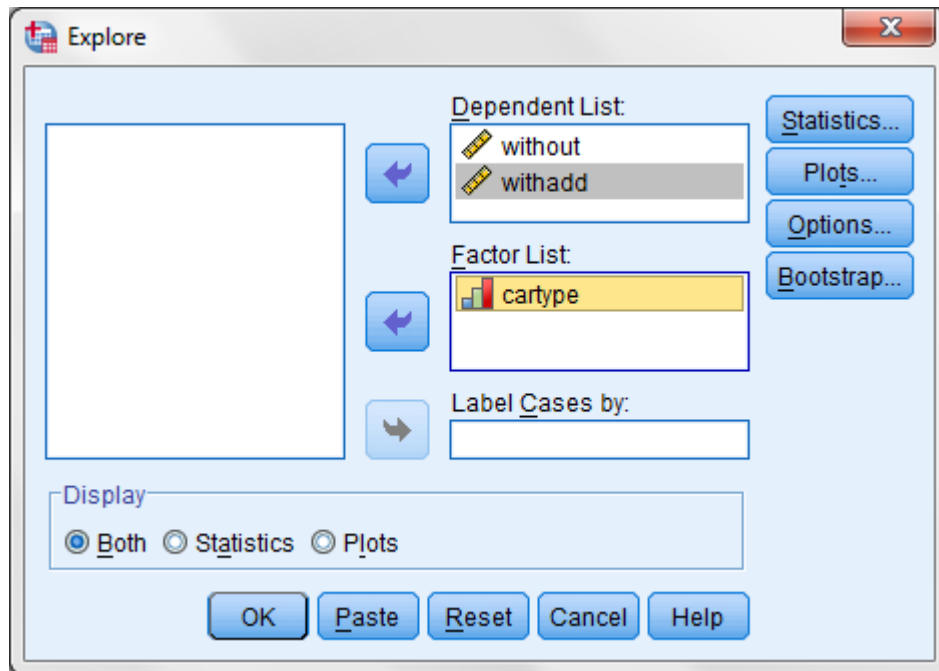 Explore
Dependent List:
without
withadd
Factor List:
cartype
Label Cases by:
Statistics...
Plots...
Options...
Bootstrap...
Display
Both Statistics Plots
OK Paste Reset Cancel Help